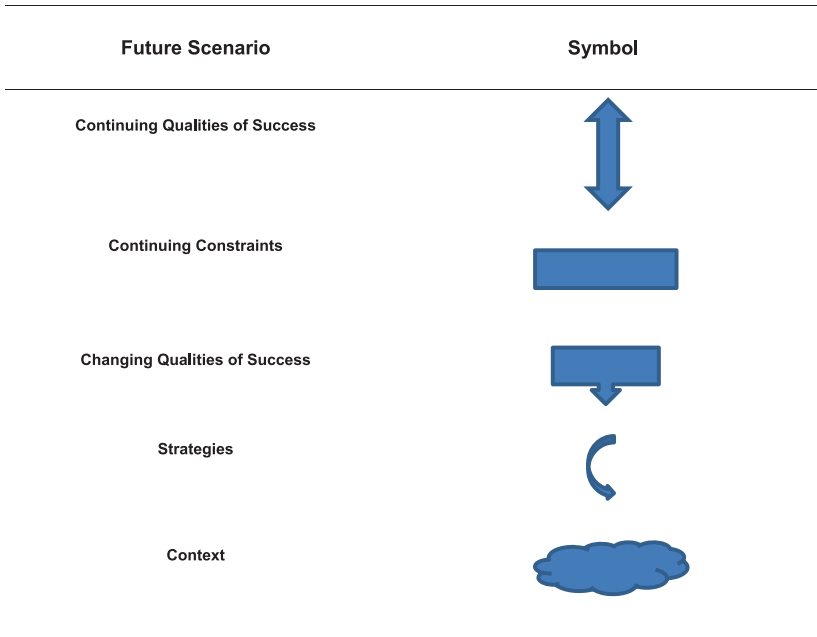 Future Scenario Symbol
Continuing Qualities of Success
Continuing Constraints
Changing Qualities of Success
Strategies
Context